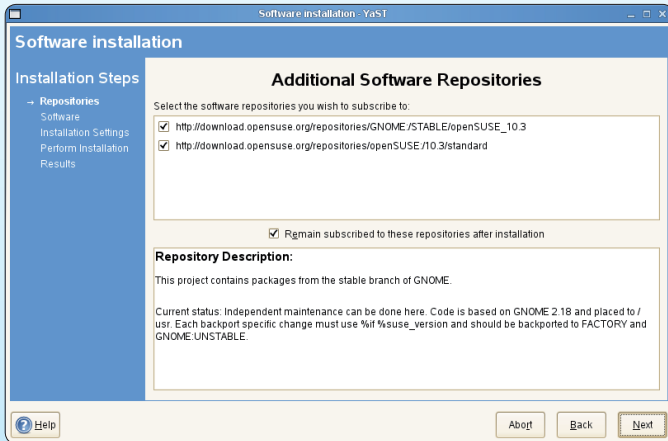 Software installation - YaST
Software installation
Installation Steps
→ Repositories
Software
Installation Settings
Perform Installation
Results
Additional Software Repositories
Select the software repositories you wish to subscribe to:
http://download.opensuse.org/repositories/GNOME:/STABLE/openSUSE_10.3
http://download.opensuse.org/repositories/openSUSE:/10.3/standard
Remain subscribed to these repositories after installation
Repository Description:
This project contains packages from the stable branch of GNOME.
Current status: Independent maintenance can be done here. Code is based on GNOME 2.18 and placed to /
usr. Each backport specific change must use %if %suse_version and should be backported to FACTORY and
GNOME:UNSTABLE.
Help
Abort
Back
Next